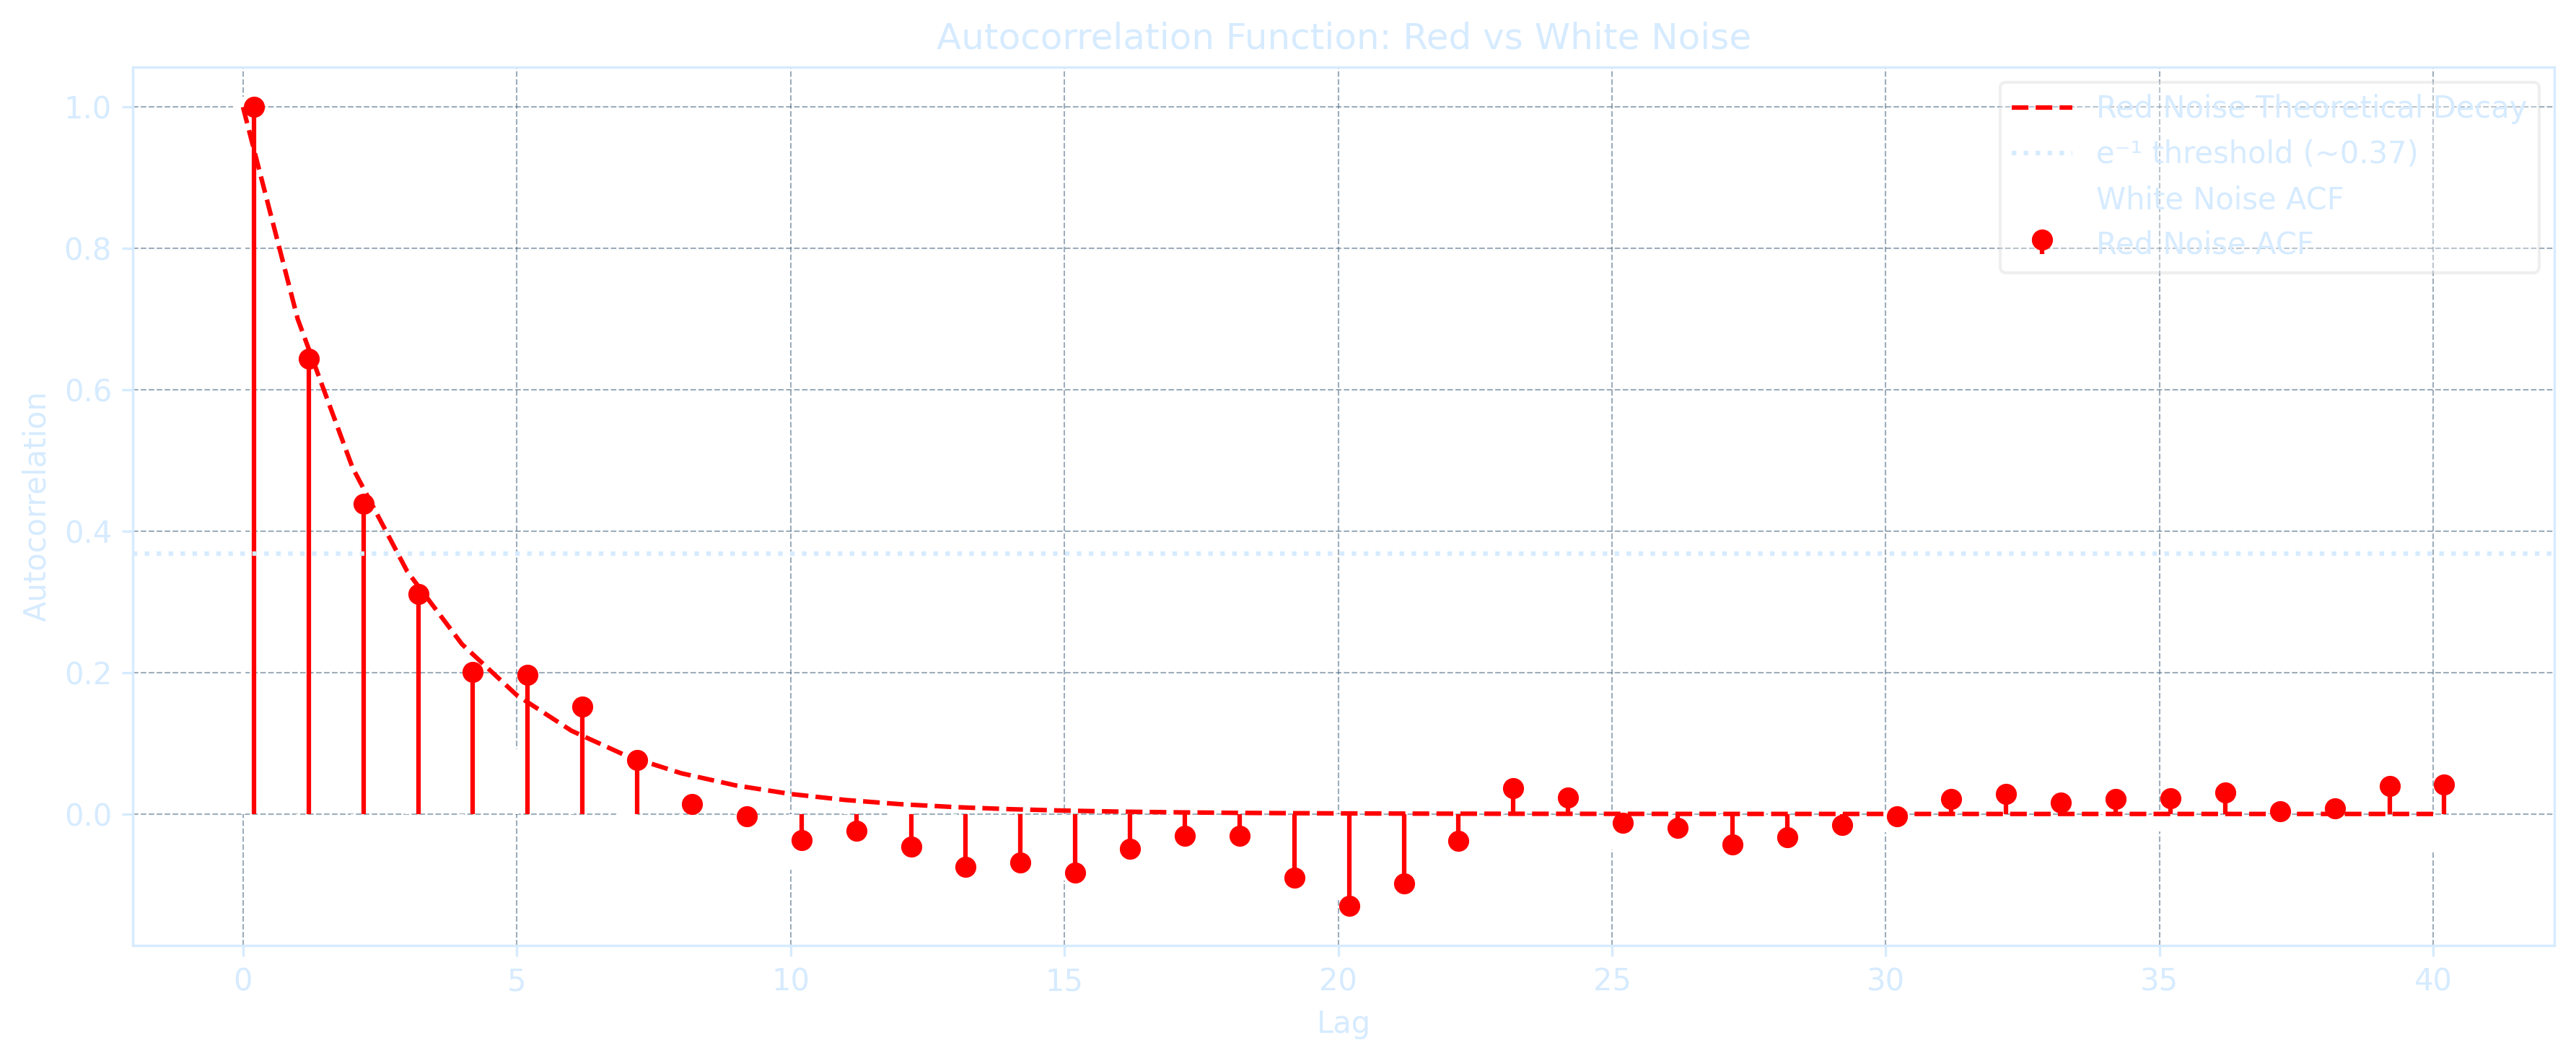 Autocorrelation Function: Red vs White Noise
Red Noise Theoretical Decay
e⁻¹ threshold (~0.37)
White Noise ACF
Red Noise ACF
Autocorrelation
1.0
0.8
0.6
0.4
0.2
0.0
0 5 10 15 20 25 30 35 40
Lag